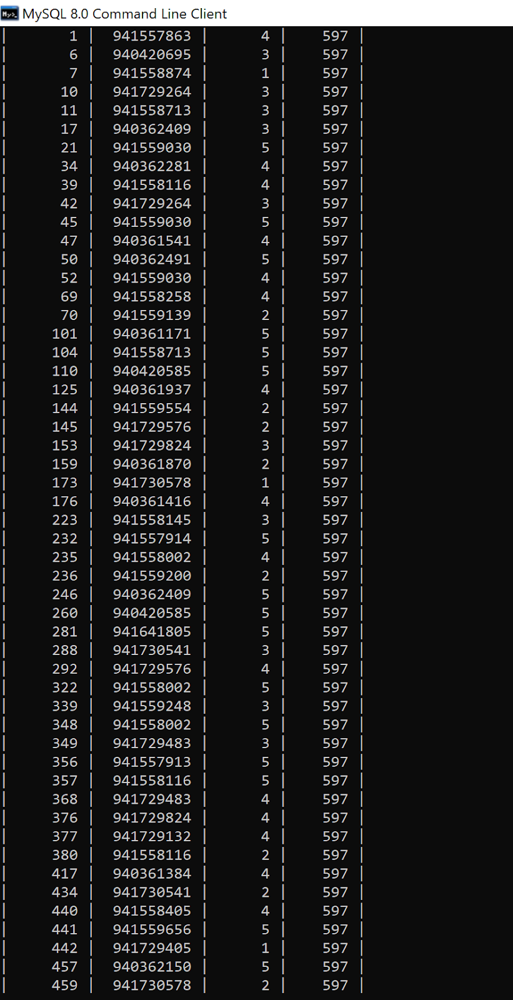 MySQL 8.0 Command Line Client
| 1 | 941557863 | 4 | 597 |
| 6 | 940420695 | 3 | 597 |
| 7 | 941558874 | 1 | 597 |
| 10 | 941729264 | 3 | 597 |
| 11 | 941558713 | 3 | 597 |
| 17 | 940362409 | 3 | 597 |
| 21 | 941559030 | 5 | 597 |
| 34 | 940362281 | 4 | 597 |
| 39 | 941558116 | 4 | 597 |
| 42 | 941729264 | 3 | 597 |
| 45 | 941559030 | 5 | 597 |
| 47 | 940361541 | 4 | 597 |
| 50 | 940362491 | 5 | 597 |
| 52 | 941559030 | 4 | 597 |
| 69 | 941558258 | 4 | 597 |
| 70 | 941559139 | 2 | 597 |
| 101 | 940361171 | 5 | 597 |
| 104 | 941558713 | 5 | 597 |
| 110 | 940420585 | 5 | 597 |
| 125 | 940361937 | 4 | 597 |
| 144 | 941559554 | 2 | 597 |
| 145 | 941729576 | 2 | 597 |
| 153 | 941729824 | 3 | 597 |
| 159 | 940361870 | 2 | 597 |
| 173 | 941730578 | 1 | 597 |
| 176 | 940361416 | 4 | 597 |
| 223 | 941558145 | 3 | 597 |
| 232 | 941557914 | 5 | 597 |
| 235 | 941558002 | 4 | 597 |
| 236 | 941559200 | 2 | 597 |
| 246 | 940362409 | 5 | 597 |
| 260 | 940420585 | 5 | 597 |
| 281 | 941641805 | 5 | 597 |
| 288 | 941730541 | 3 | 597 |
| 292 | 941729576 | 4 | 597 |
| 322 | 941558002 | 5 | 597 |
| 339 | 941559248 | 3 | 597 |
| 348 | 941558002 | 5 | 597 |
| 349 | 941729483 | 3 | 597 |
| 356 | 941557913 | 5 | 597 |
| 357 | 941558116 | 5 | 597 |
| 368 | 941729483 | 4 | 597 |
| 376 | 941729824 | 4 | 597 |
| 377 | 941729132 | 4 | 597 |
| 380 | 941558116 | 2 | 597 |
| 417 | 940361384 | 4 | 597 |
| 434 | 941730541 | 2 | 597 |
| 440 | 941558405 | 4 | 597 |
| 441 | 941559656 | 5 | 597 |
| 442 | 941729405 | 1 | 597 |
| 457 | 940362150 | 5 | 597 |
| 459 | 941730578 | 2 | 597 |